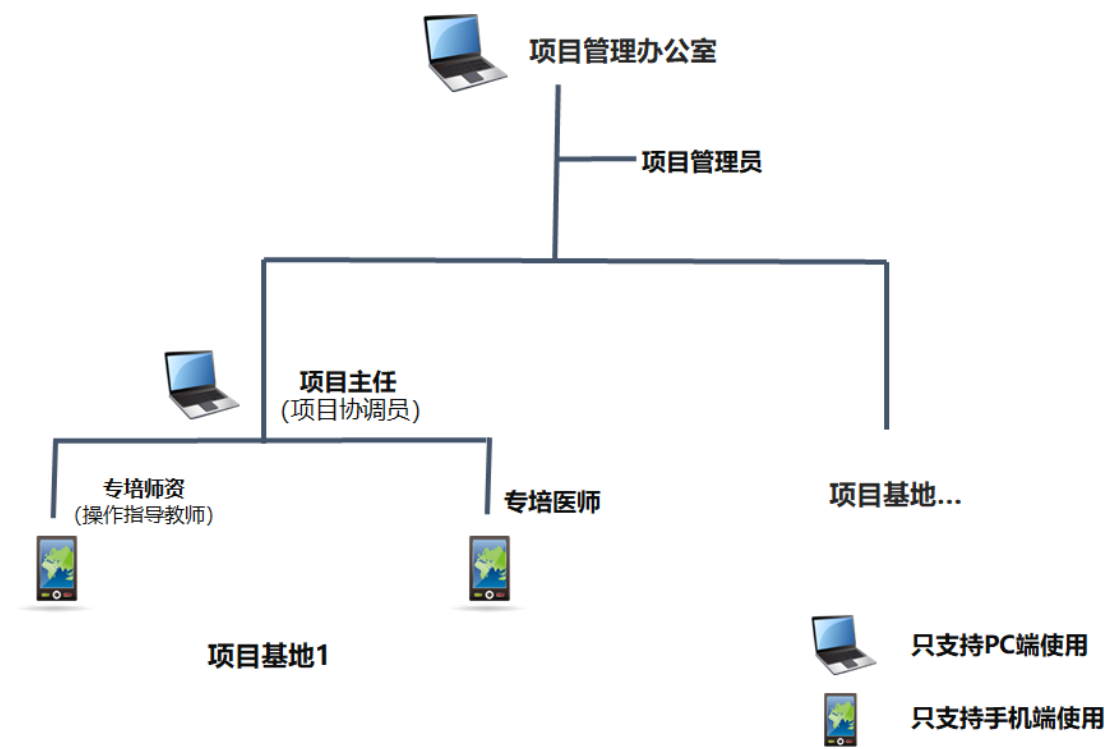 项目管理办公室
项目管理员
项目主任
(项目协调员)
专培师资
(操作指导教师)
专培医师
项目基地...
项目基地1
只支持PC端使用
只支持手机端使用